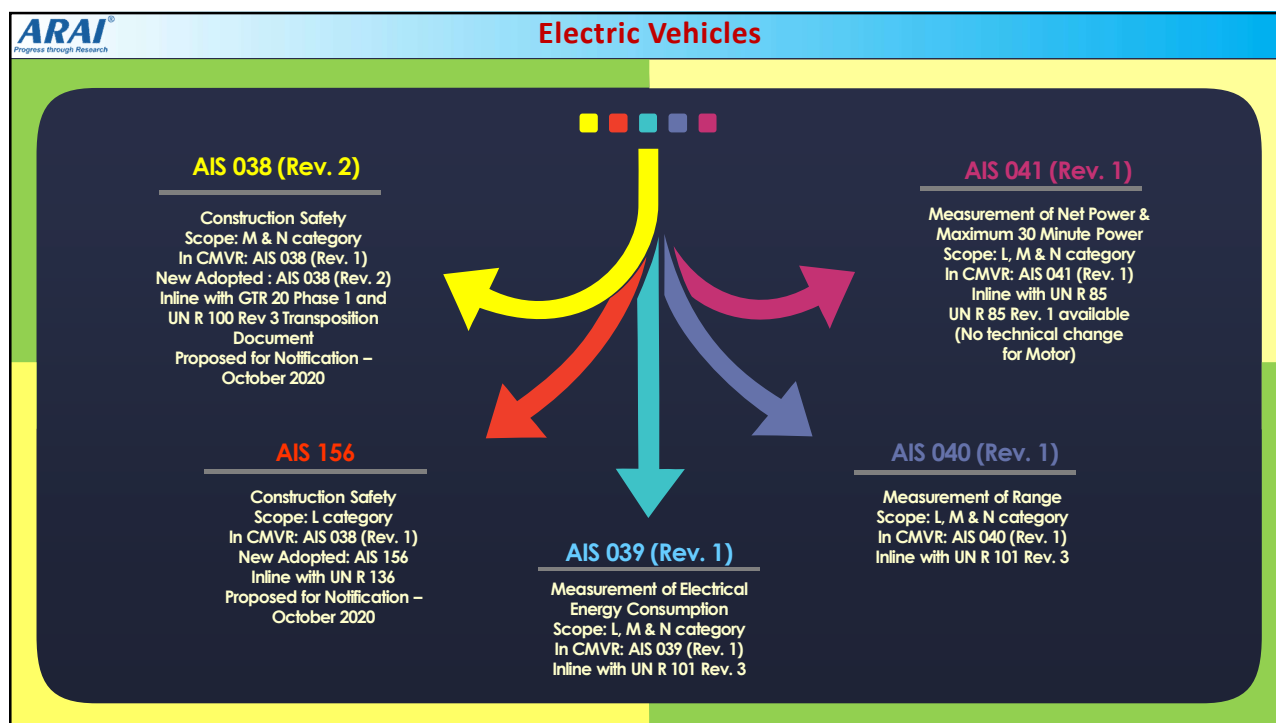 ARAI®
Progress through Research
Electric Vehicles
AIS 038 (Rev. 2)
Construction Safety
Scope: M & N category
In CMVR: AIS 038 (Rev. 1)
New Adopted : AIS 038 (Rev. 2)
Inline with GTR 20 Phase 1 and
UN R 100 Rev 3 Transposition
Document
Proposed for Notification –
October 2020
AIS 041 (Rev. 1)
Measurement of Net Power &
Maximum 30 Minute Power
Scope: L, M & N category
In CMVR: AIS 041 (Rev. 1)
Inline with UN R 85
UN R 85 Rev. 1 available
(No technical change
for Motor)
AIS 156
Construction Safety
Scope: L category
In CMVR: AIS 038 (Rev. 1)
New Adopted: AIS 156
Inline with UN R 136
Proposed for Notification –
October 2020
AIS 039 (Rev. 1)
Measurement of Electrical
Energy Consumption
Scope: L, M & N category
In CMVR: AIS 039 (Rev. 1)
Inline with UN R 101 Rev. 3
AIS 040 (Rev. 1)
Measurement of Range
Scope: L, M & N category
In CMVR: AIS 040 (Rev. 1)
Inline with UN R 101 Rev. 3